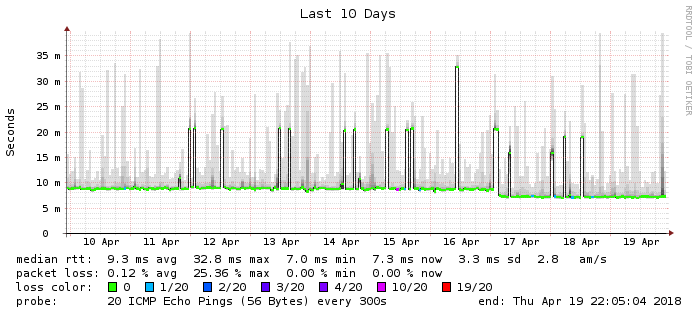 Last 10 Days
RRDTOOL / TOBI OETIKER
Seconds
35 m
30 m
25 m
20 m
15 m
10 m
5 m
0
10 Apr 11 Apr 12 Apr 13 Apr 14 Apr 15 Apr 16 Apr 17 Apr 18 Apr 19 Apr
median rtt: 9.3 ms avg 32.8 ms max 7.0 ms min 7.3 ms now 3.3 ms sd 2.8 am/s
packet loss: 0.12 % avg 25.36 % max 0.00 % min 0.00 % now
loss color: 0 1/20 2/20 3/20 4/20 10/20 19/20
probe: 20 ICMP Echo Pings (56 Bytes) every 300s end: Thu Apr 19 22:05:04 2018